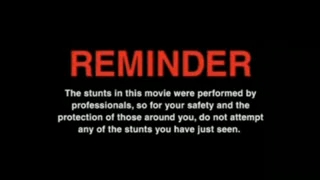 REMINDER
The stunts in this movie were performed by
professionals, so for your safety and the
protection of those around you, do not attempt
any of the stunts you have just seen.